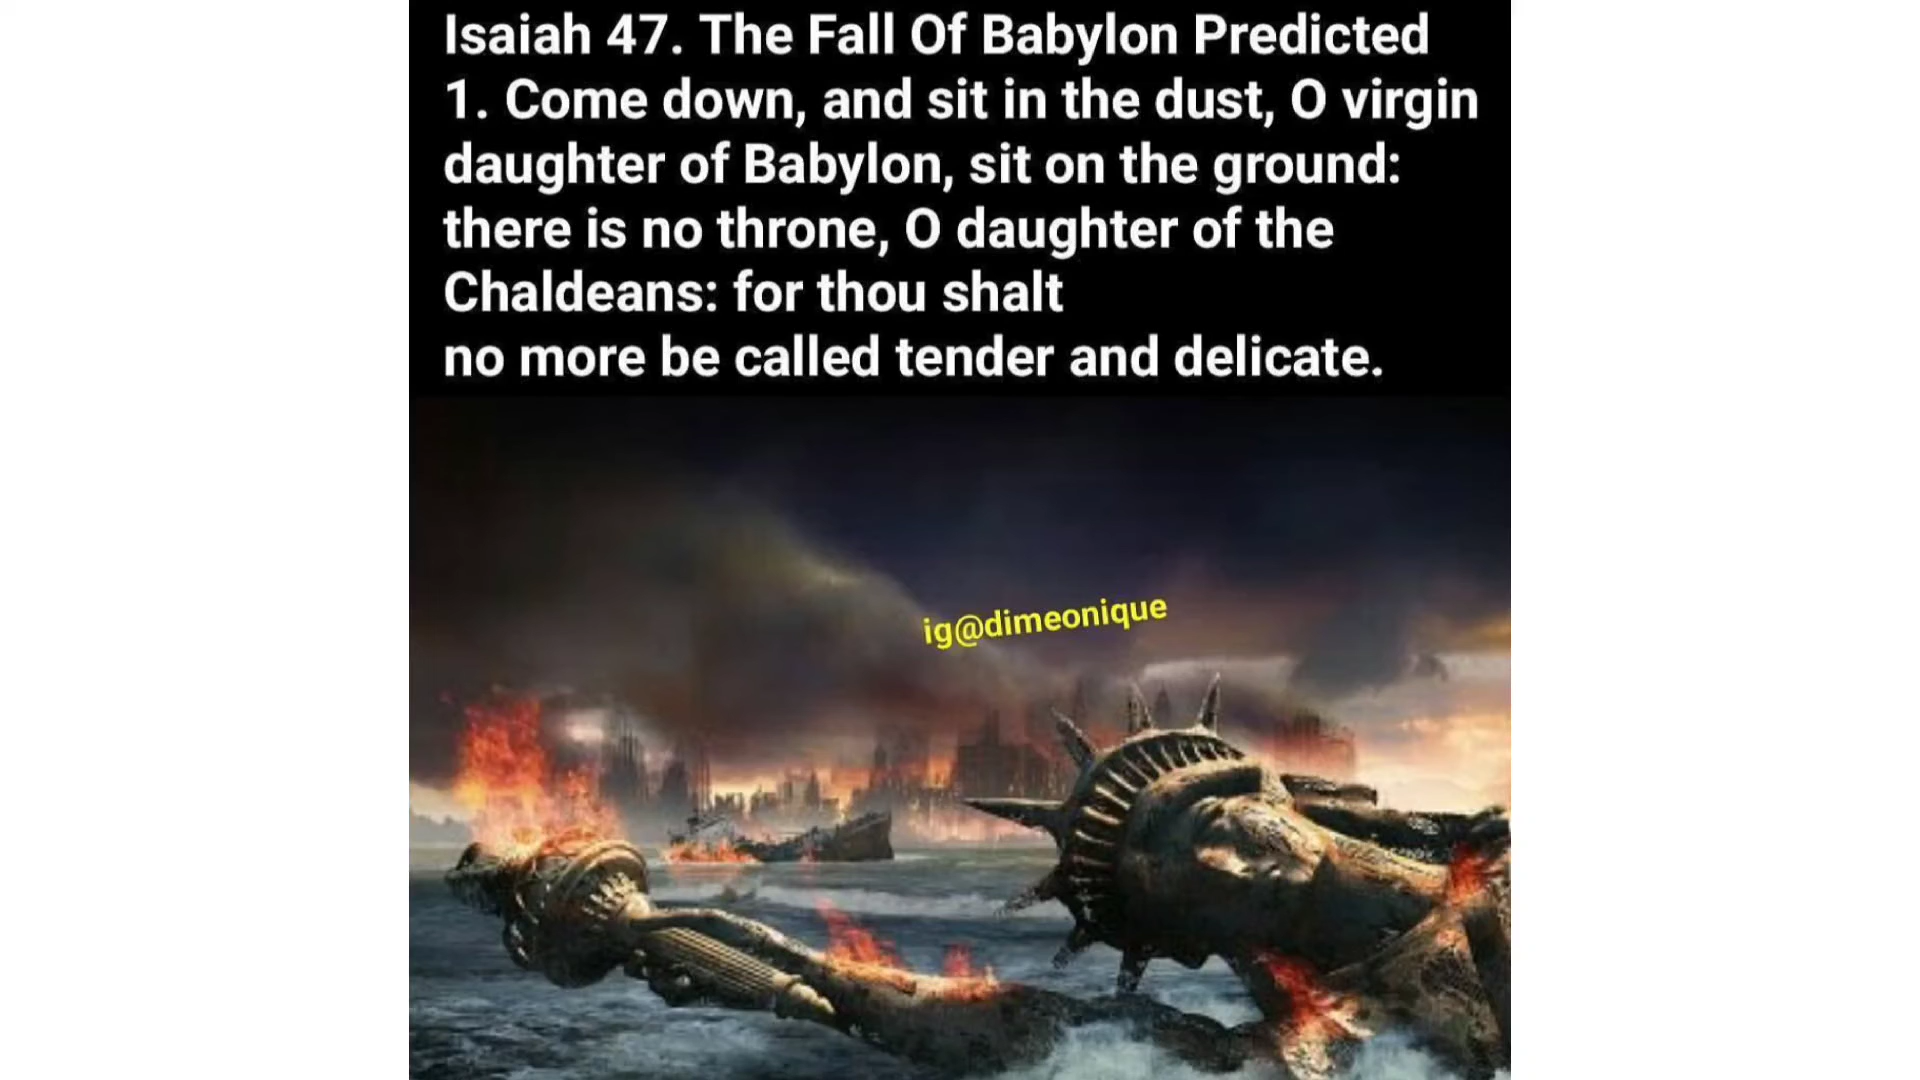 Isaiah 47. The Fall Of Babylon Predicted
1. Come down, and sit in the dust, O virgin
daughter of Babylon, sit on the ground:
there is no throne, O daughter of the
Chaldeans: for thou shalt
no more be called tender and delicate.
ig@dimeonique